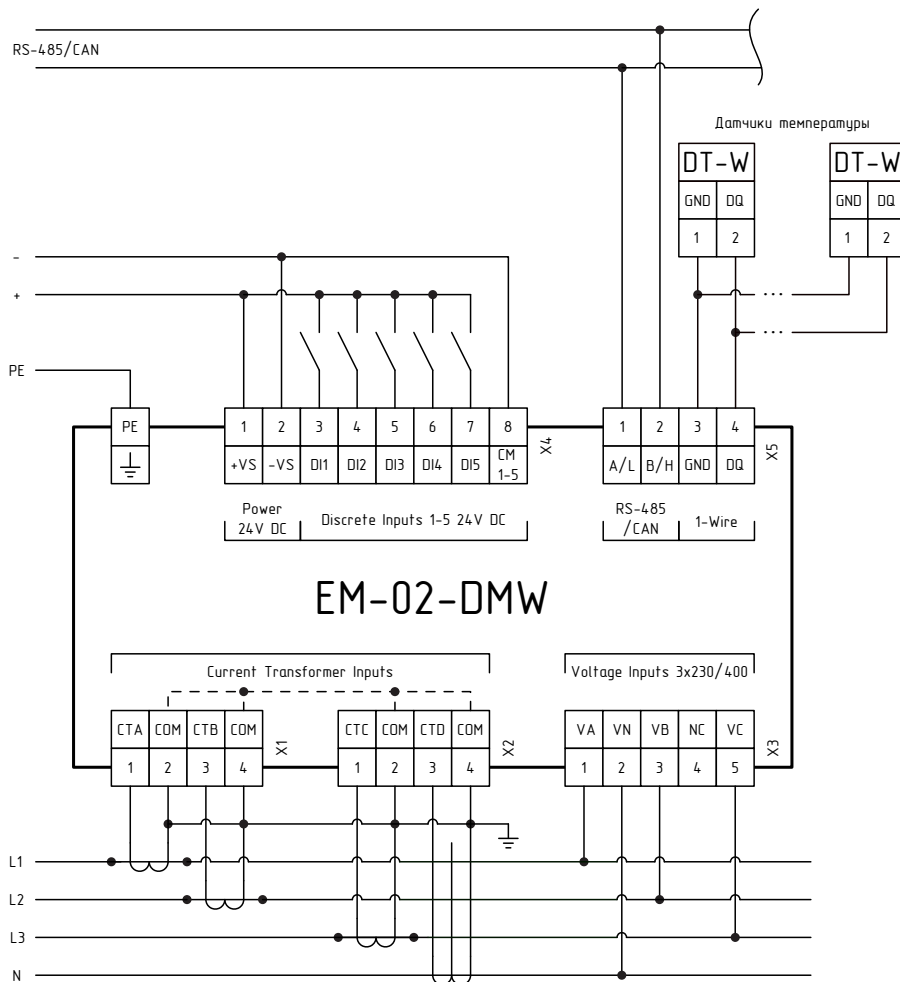 RS-485/CAN
Датчики температуры
DT-W DT-W
GND DQ GND DQ
1 2 1 2
-
+
PE
PE 1 2 3 4 5 6 7 8 X4 1 2 3 4 X5
+VS -VS DI1 DI2 DI3 DI4 DI5 CM 1-5 A/L B/H GND DQ
Power
24V DC
Discrete Inputs 1-5 24V DC
RS-485
/CAN
1-Wire
EM-02-DMW
Current Transformer Inputs
Voltage Inputs 3x230/400
CTA COM CTB COM X1 CTC COM CTD COM X2 VA VN VB NC VC X3
1 2 3 4 1 2 3 4 1 2 3 4 5
L1
L2
L3
N